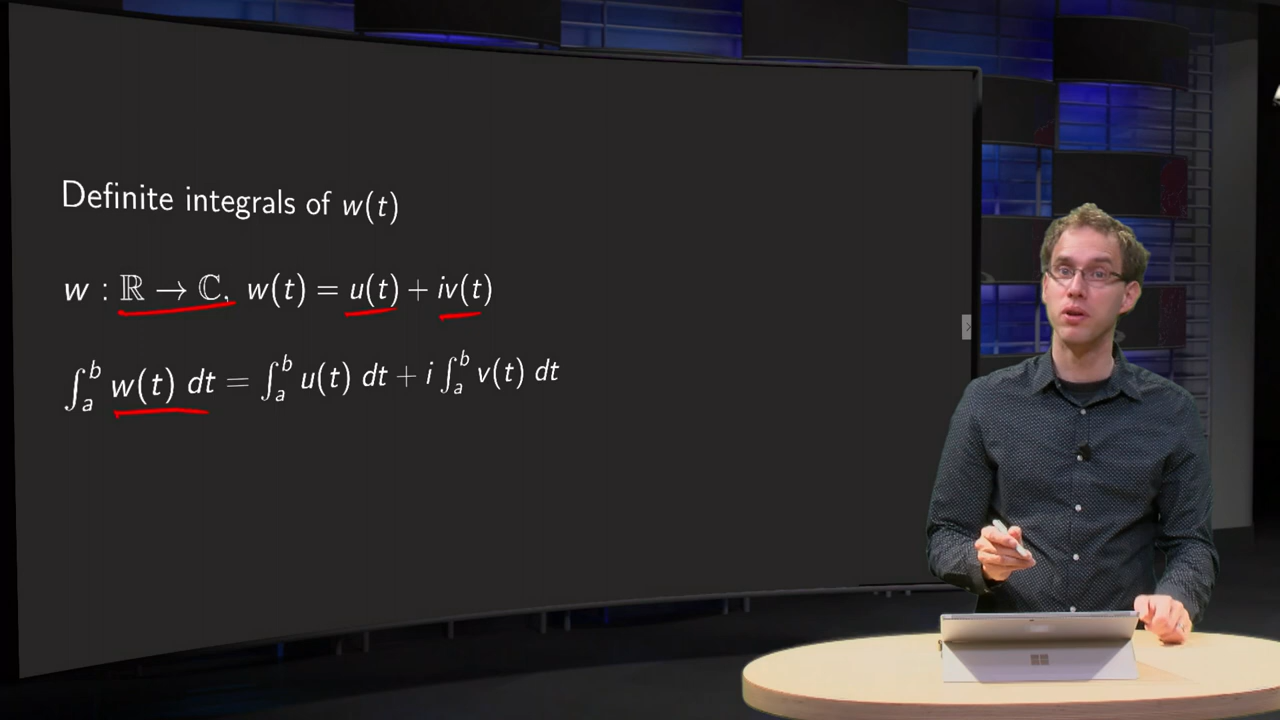 Definite integrals of w(t)
w : ℝ → ℂ, w(t) = u(t) + iv(t)
∫_a^b w(t) dt = ∫_a^b u(t) dt + i ∫_a^b v(t) dt